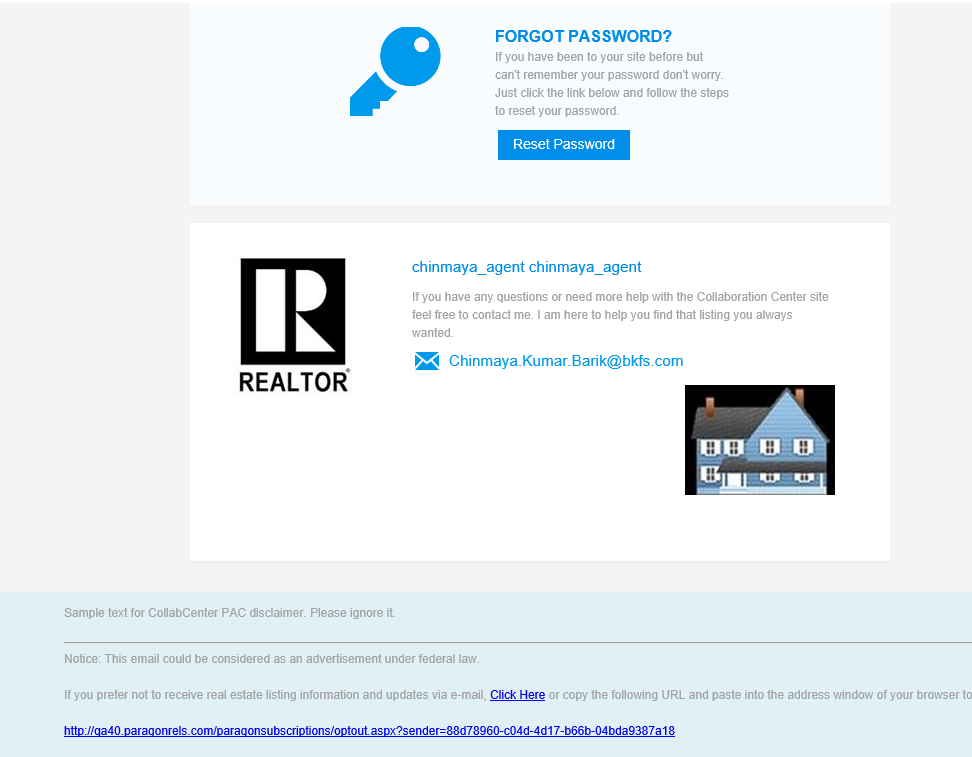 FORGOT PASSWORD?
If you have been to your site before but
can't remember your password don't worry.
Just click the link below and follow the steps
to reset your password.
Reset Password
chinmaya_agent chinmaya_agent
If you have any questions or need more help with the Collaboration Center site
feel free to contact me. I am here to help you find that listing you always
wanted.
Chinmaya.Kumar.Barik@bkfs.com
R
REALTOR®
Sample text for CollabCenter PAC disclaimer. Please ignore it.
Notice: This email could be considered as an advertisement under federal law.
If you prefer not to receive real estate listing information and updates via e-mail, Click Here or copy the following URL and paste into the address window of your browser to
http://qa40.paragonrels.com/paragonsubscriptions/optout.aspx?sender=88d78960-c04d-4d17-b66b-04bda9387a18